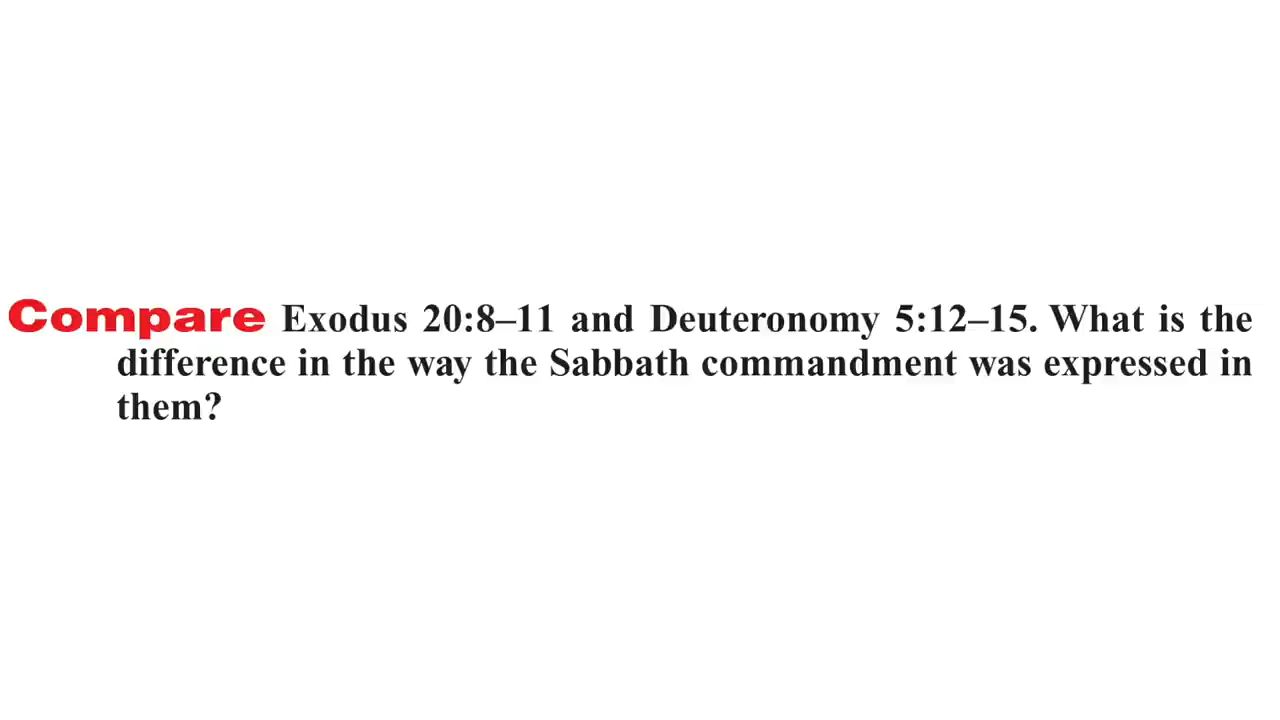 Compare Exodus 20:8–11 and Deuteronomy 5:12–15. What is the
difference in the way the Sabbath commandment was expressed in
them?